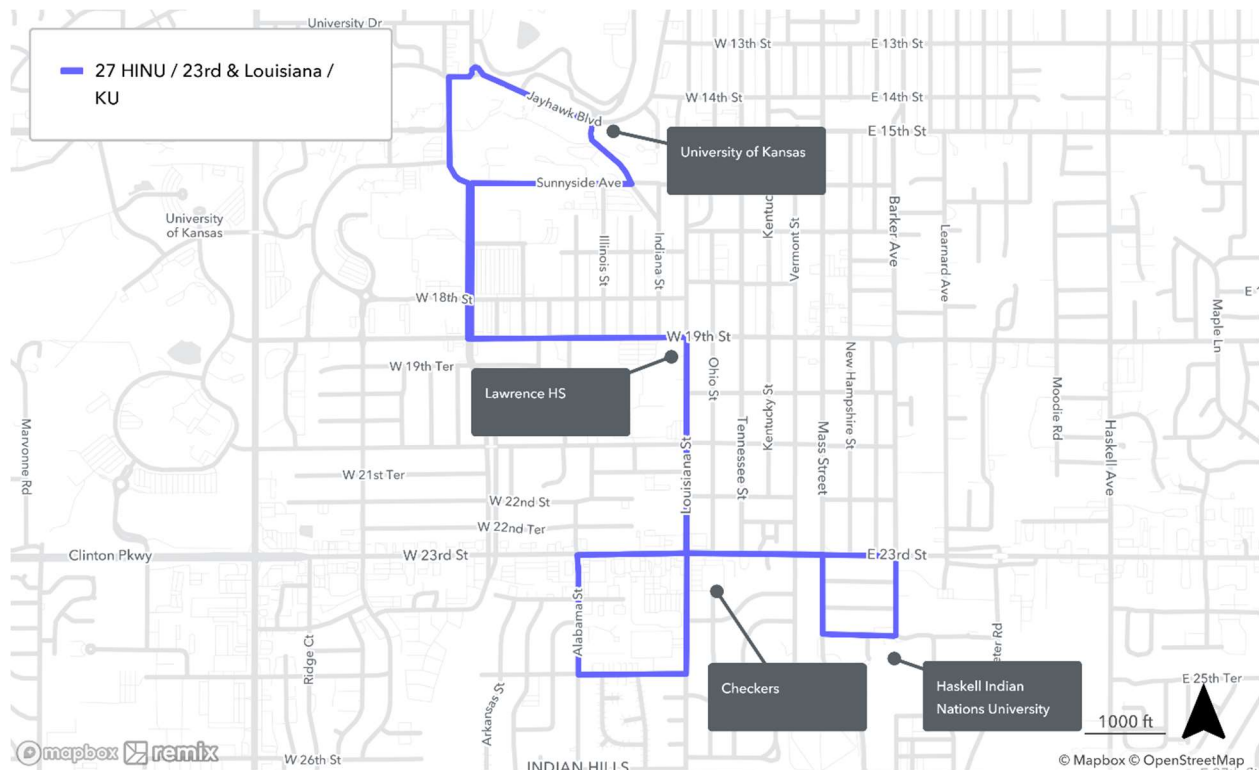 University Dr
27 HINU / 23rd & Louisiana /
KU
W 13th St
E 13th St
W 14th St
E 14th St
Jayhawk Blvd
E 15th St
University of Kansas
Sunnyside Ave
University
of Kansas
Illinois St
Indiana St
Vermont St
Barker Ave
Learnard Ave
W 18th St
W 19th St
Maple Ln
W 19th Ter
Lawrence HS
Ohio St
Kentucky St
New Hampshire St
Tennessee St
Mass Street
Moodie Rd
Haskell Ave
Marvonne Rd
Louisiana St
W 21st Ter
W 22nd St
W 22nd Ter
Clinton Pkwy
W 23rd St
E 23rd St
Alabama St
Ridge Ct
Arkansas St
Checkers
Haskell Indian
Nations University
E 25th Ter
1000 ft
mapbox remix
W 26th St
INDIAN HILLS
© Mapbox © OpenStreetMap